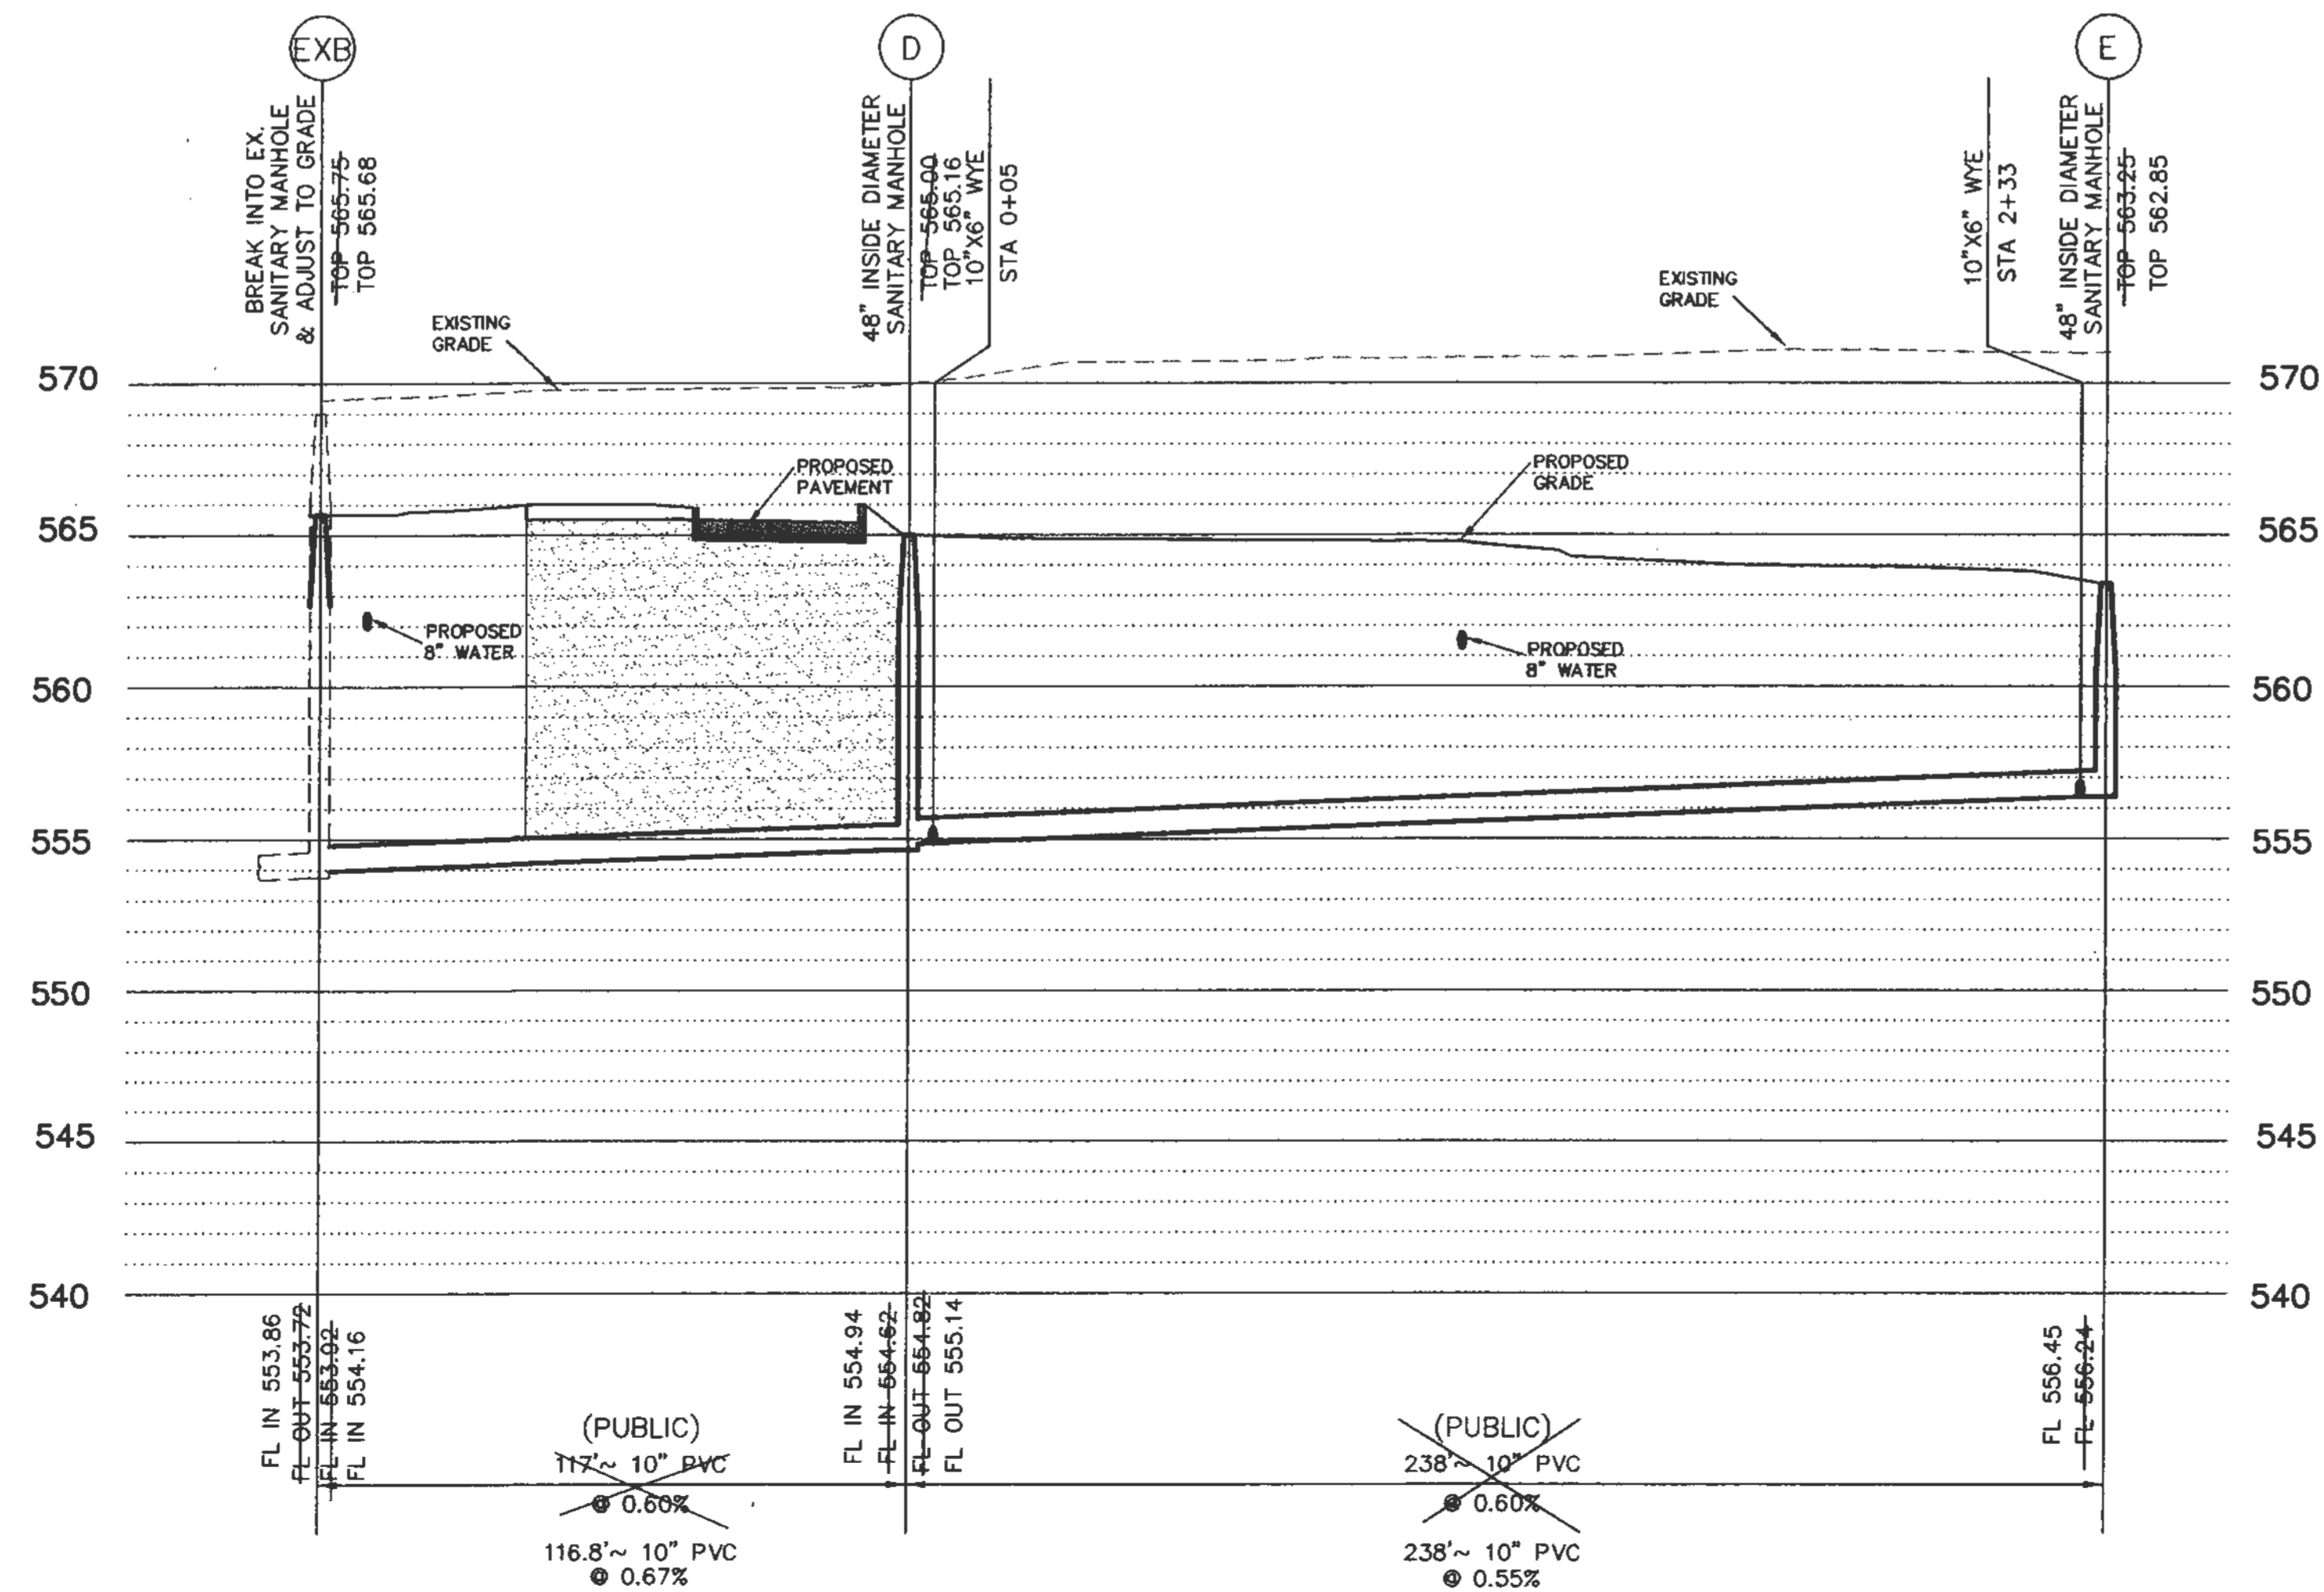 EXB
D
E
BREAK INTO EX.
SANITARY MANHOLE
& ADJUST TO GRADE
TOP 565.75
TOP 565.68
48" INSIDE DIAMETER
SANITARY MANHOLE
TOP 565.00
TOP 565.16
10"X6" WYE
STA 0+05
10"X6" WYE
STA 2+33
48" INSIDE DIAMETER
SANITARY MANHOLE
TOP 563.25
TOP 562.85
EXISTING
GRADE
EXISTING
GRADE
570
570
PROPOSED
PAVEMENT
PROPOSED
GRADE
565
565
PROPOSED
8" WATER
PROPOSED
8" WATER
560
560
555
555
550
550
545
545
540
540
FL IN 553.86
FL OUT 553.72
FL IN 553.92
FL IN 554.16
FL IN 554.94
FL IN 554.62
FL OUT 554.82
FL OUT 555.14
FL 556.45
FL 556.24
(PUBLIC)
117'~ 10" PVC
@ 0.60%
116.8'~ 10" PVC
@ 0.67%
(PUBLIC)
238'~ 10" PVC
@ 0.60%
238'~ 10" PVC
@ 0.55%